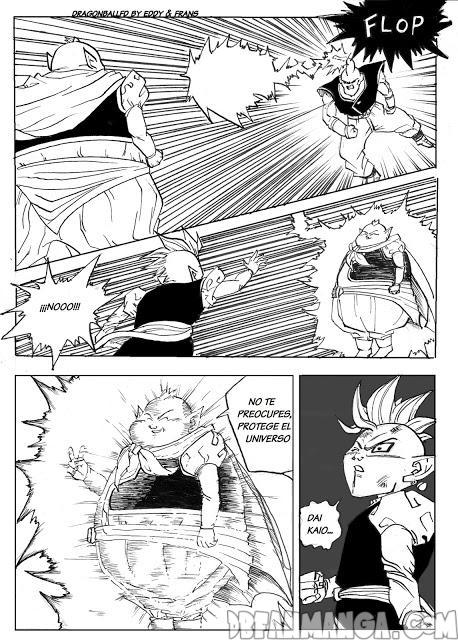 DRAGONBALLFD BY EDDY & FRANS
FLOP
¡¡¡NOOO!!!
NO TE
PREOCUPES,
PROTEGE EL
UNIVERSO
DAI
KAIO...
DBFANMANGA.COM